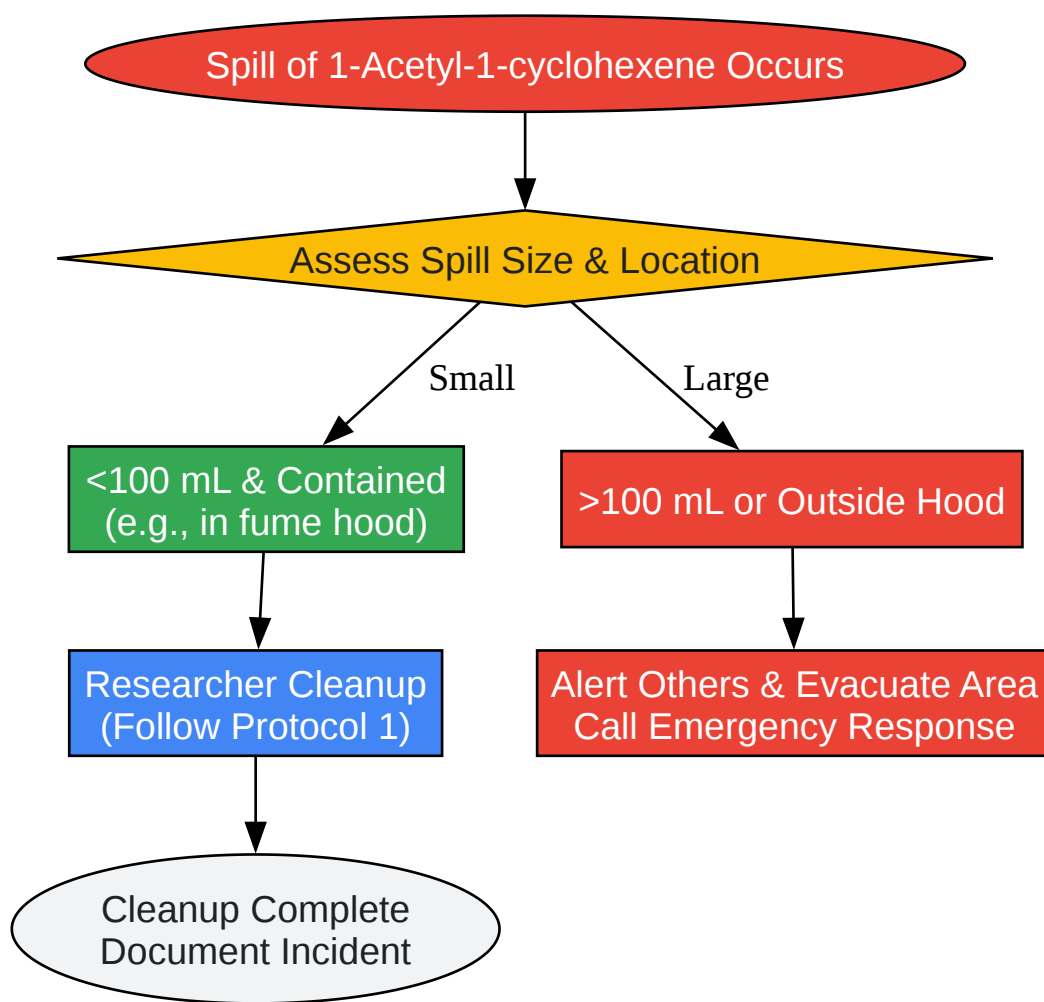 Spill of 1-Acetyl-1-cyclohexene Occurs
Assess Spill Size & Location
Small
Large
<100 mL & Contained
(e.g., in fume hood)
>100 mL or Outside Hood
Researcher Cleanup
(Follow Protocol 1)
Alert Others & Evacuate Area
Call Emergency Response
Cleanup Complete
Document Incident